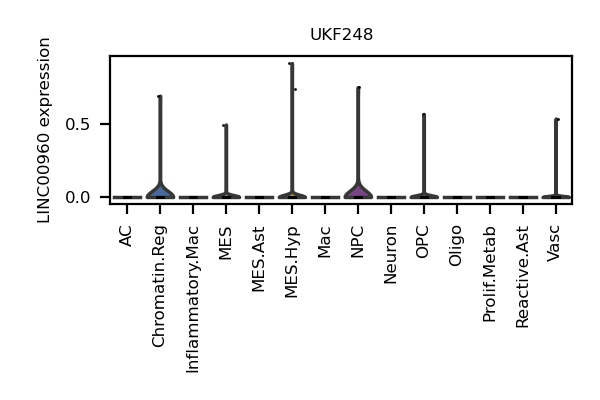 UKF248
LINC00960 expression
0.5
0.0
AC
Chromatin.Reg
Inflammatory.Mac
MES
MES.Ast
MES.Hyp
Mac
NPC
Neuron
OPC
Oligo
Prolif.Metab
Reactive.Ast
Vasc